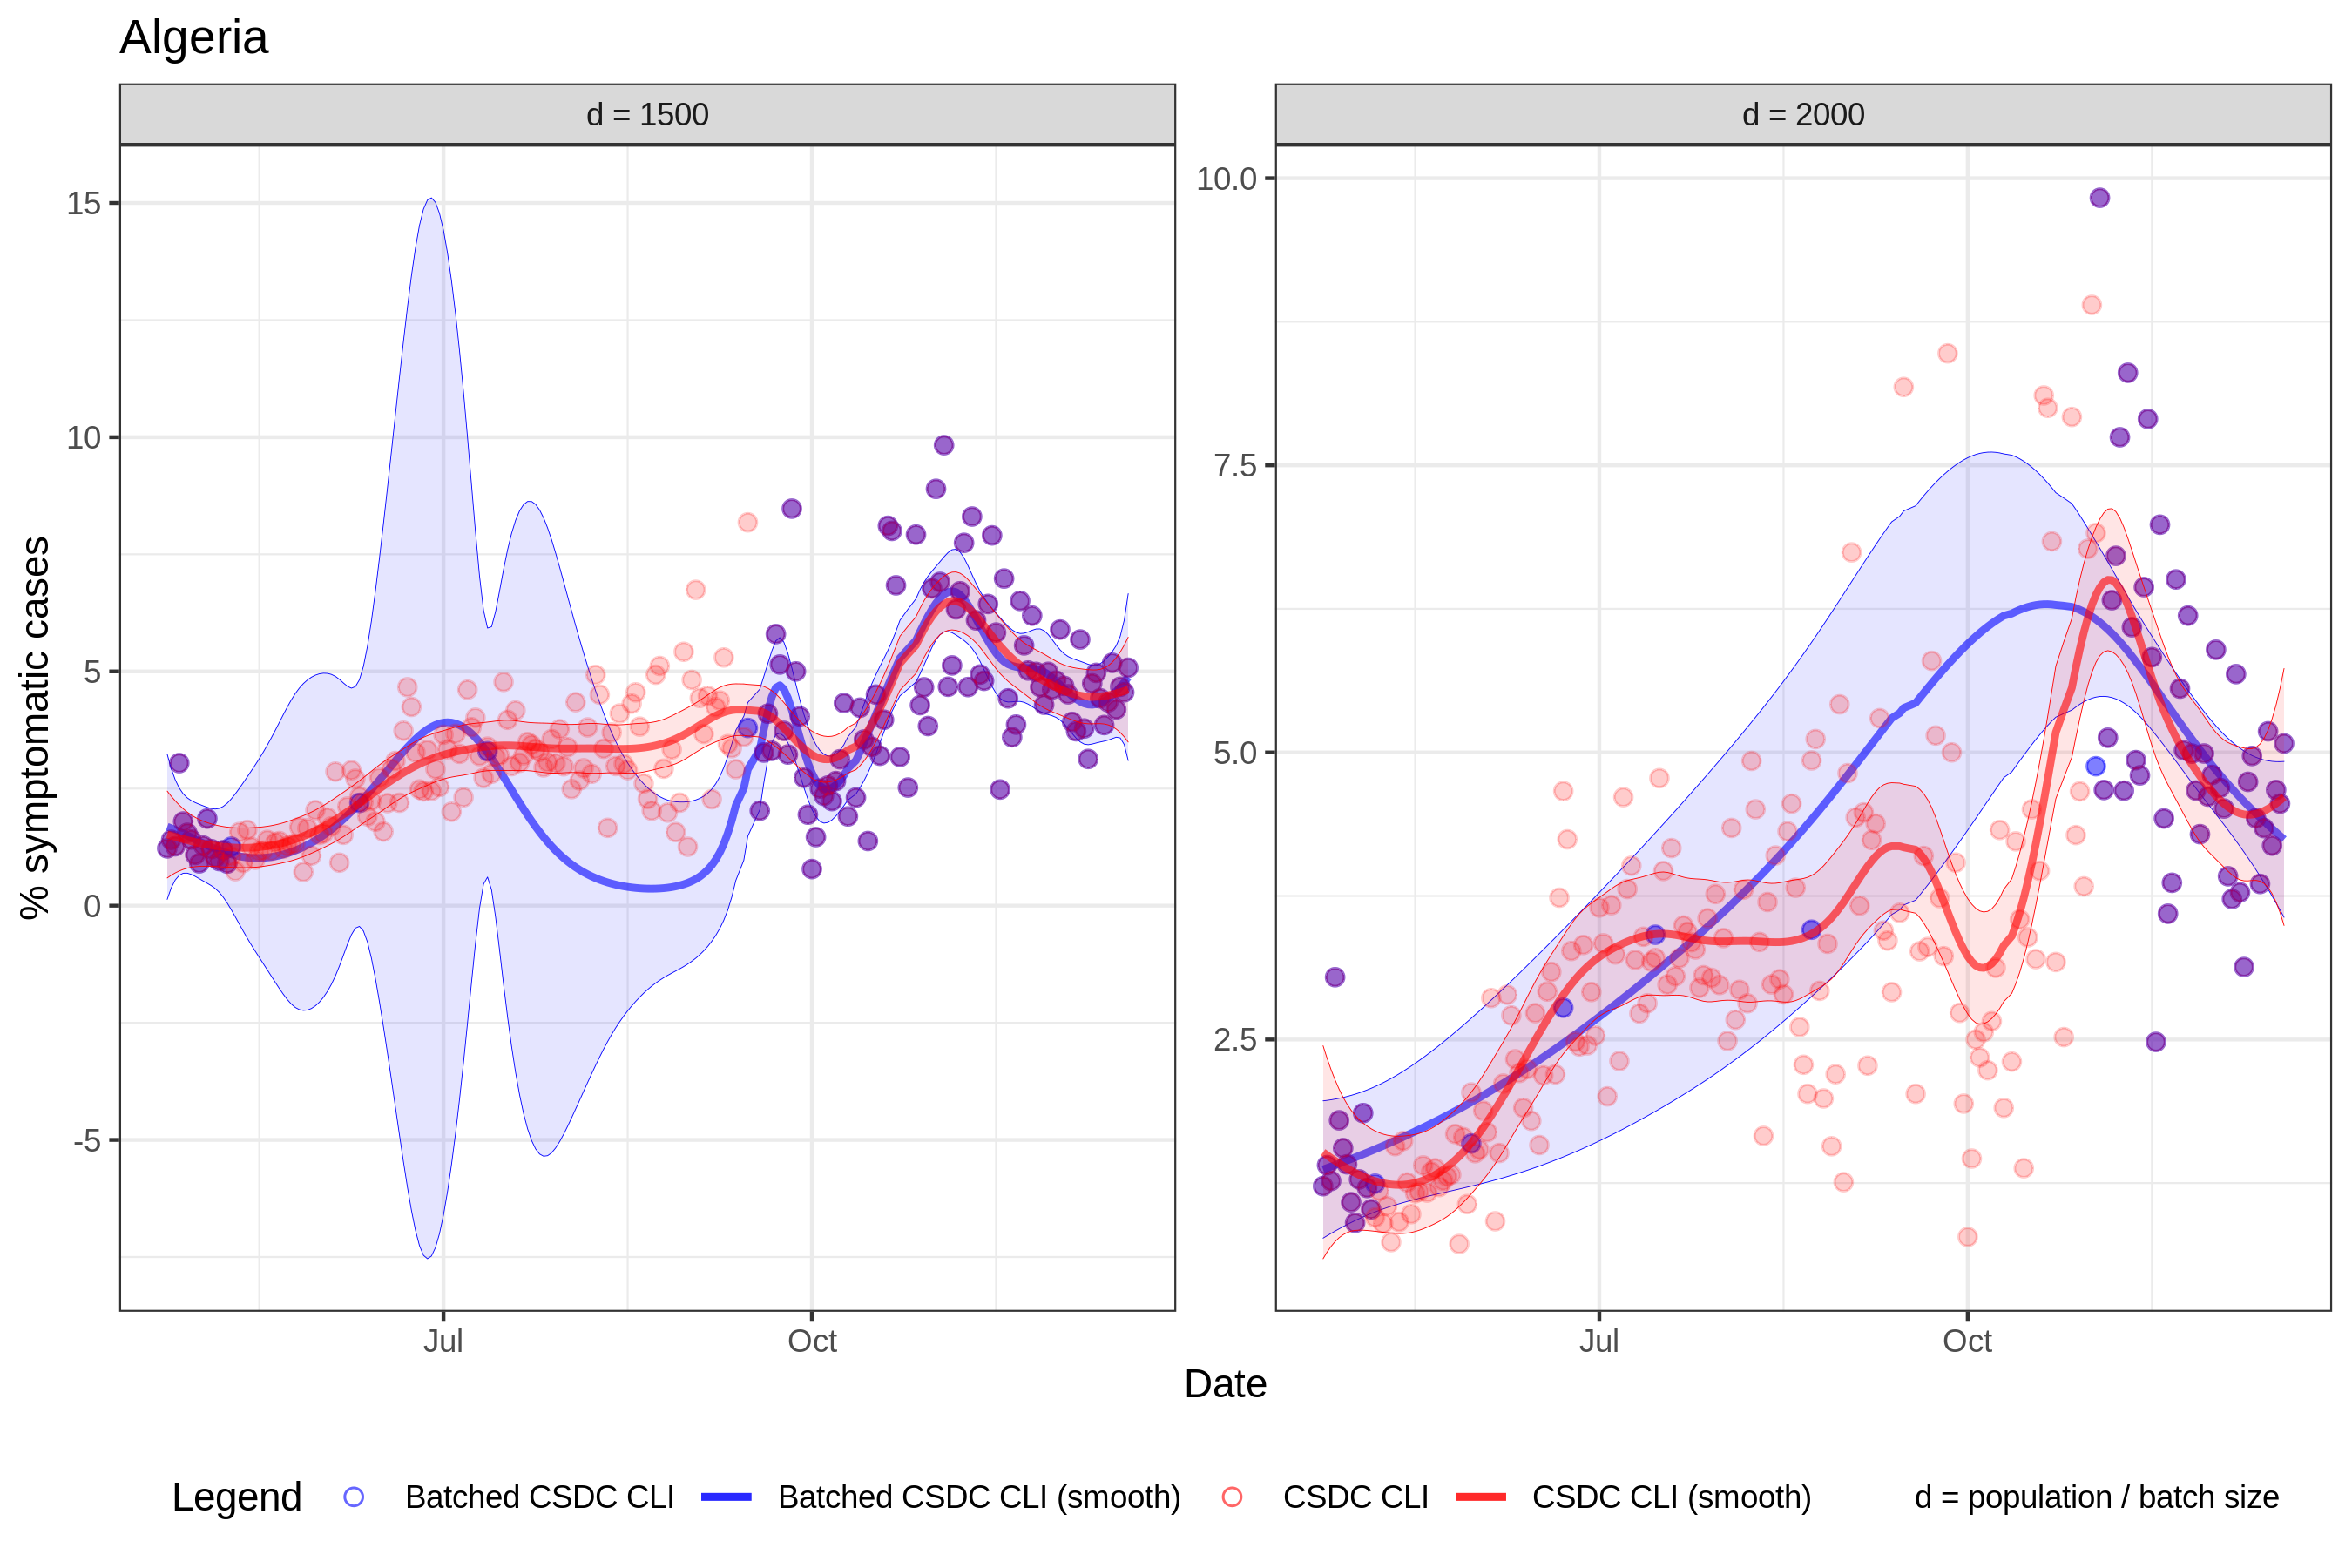 Algeria
d = 1500
d = 2000
% symptomatic cases
15
10
5
0
-5
10.0
7.5
5.0
2.5
Jul
Oct
Jul
Oct
Date
Legend
Batched CSDC CLI
Batched CSDC CLI (smooth)
CSDC CLI
CSDC CLI (smooth)
d = population / batch size